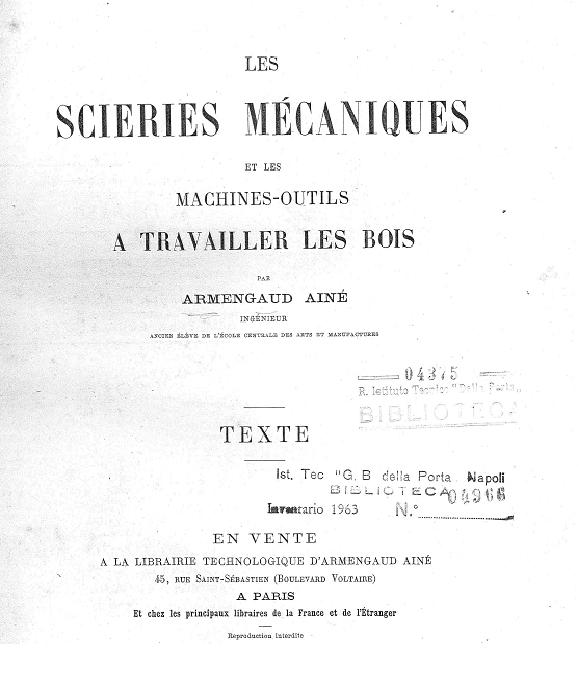 LES
SCIERIES MÉCANIQUES
ET LES
MACHINES-OUTILS
A TRAVAILLER LES BOIS
PAR
ARMENGAUD AINÉ
INGÉNIEUR
ANCIEN ÉLÈVE DE L'ÉCOLE CENTRALE DES ARTS ET MANUFACTURES
04375
R. Istituto Tecnico "Della Porta"
BIBLIOTECA
TEXTE
Ist. Tec "G. B della Porta Napoli
BIBLIOTECA 04966
Inventario 1963 N.º
EN VENTE
A LA LIBRAIRIE TECHNOLOGIQUE D'ARMENGAUD AINÉ
45, RUE SAINT-SÉBASTIEN (BOULEVARD VOLTAIRE)
A PARIS
Et chez les principaux libraires de la France et de l'Étranger
Reproduction interdite